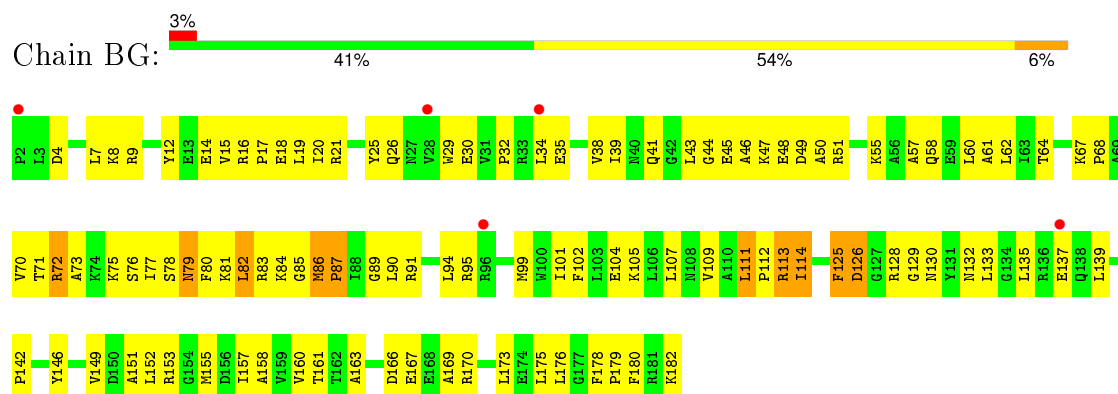 3%
Chain BG:
41% 54% 6%
P2 L3 D4 L7 K8 R9 Y12 E13 E14 V15 R16 P17 E18 L19 I20 R21 Y25 Q26 N27 V28 W29 E30 V31 P32 R33 L34 E35 V38 I39 N40 Q41 G42 L43 G44 E45 A46 K47 E48 D49 A50 R51 K55 A56 A57 Q58 E59 L60 A61 L62 I63 T64 K67 P68 A69
V70 T71 R72 A73 K74 K75 S76 I77 S78 N79 F80 K81 L82 R83 K84 G85 M86 P87 I88 G89 L90 R91 L94 R95 R96 M99 W100 I101 F102 L103 E104 K105 L106 L107 N108 V109 A110 L111 P112 R113 I114 F125 D126 G127 R128 G129 N130 Y131 N132 L133 G134 L135 R136 E137 Q138 L139
P142 Y146 V149 D150 A151 L152 R153 G154 M155 D156 I157 A158 V159 V160 T161 T162 A163 D166 E167 E168 A169 R170 L173 E174 L175 L176 G177 F178 P179 F180 R181 K182